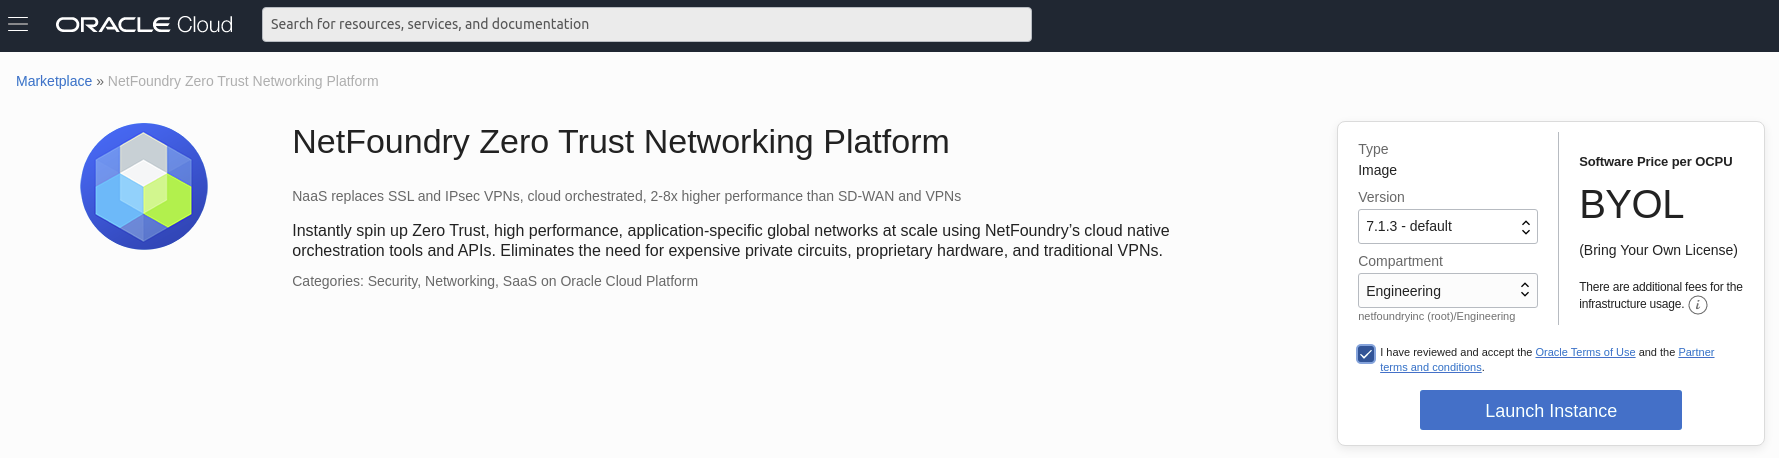 ORACLE Cloud
Search for resources, services, and documentation
Marketplace » NetFoundry Zero Trust Networking Platform
NetFoundry Zero Trust Networking Platform
NaaS replaces SSL and IPsec VPNs, cloud orchestrated, 2-8x higher performance than SD-WAN and VPNs
Instantly spin up Zero Trust, high performance, application-specific global networks at scale using NetFoundry’s cloud native
orchestration tools and APIs. Eliminates the need for expensive private circuits, proprietary hardware, and traditional VPNs.
Categories: Security, Networking, SaaS on Oracle Cloud Platform
Type
Image
Version
7.1.3 - default
Compartment
Engineering
netfoundryinc (root)/Engineering
Software Price per OCPU
BYOL
(Bring Your Own License)
There are additional fees for the
infrastructure usage. i
I have reviewed and accept the Oracle Terms of Use and the Partner
terms and conditions.
Launch Instance